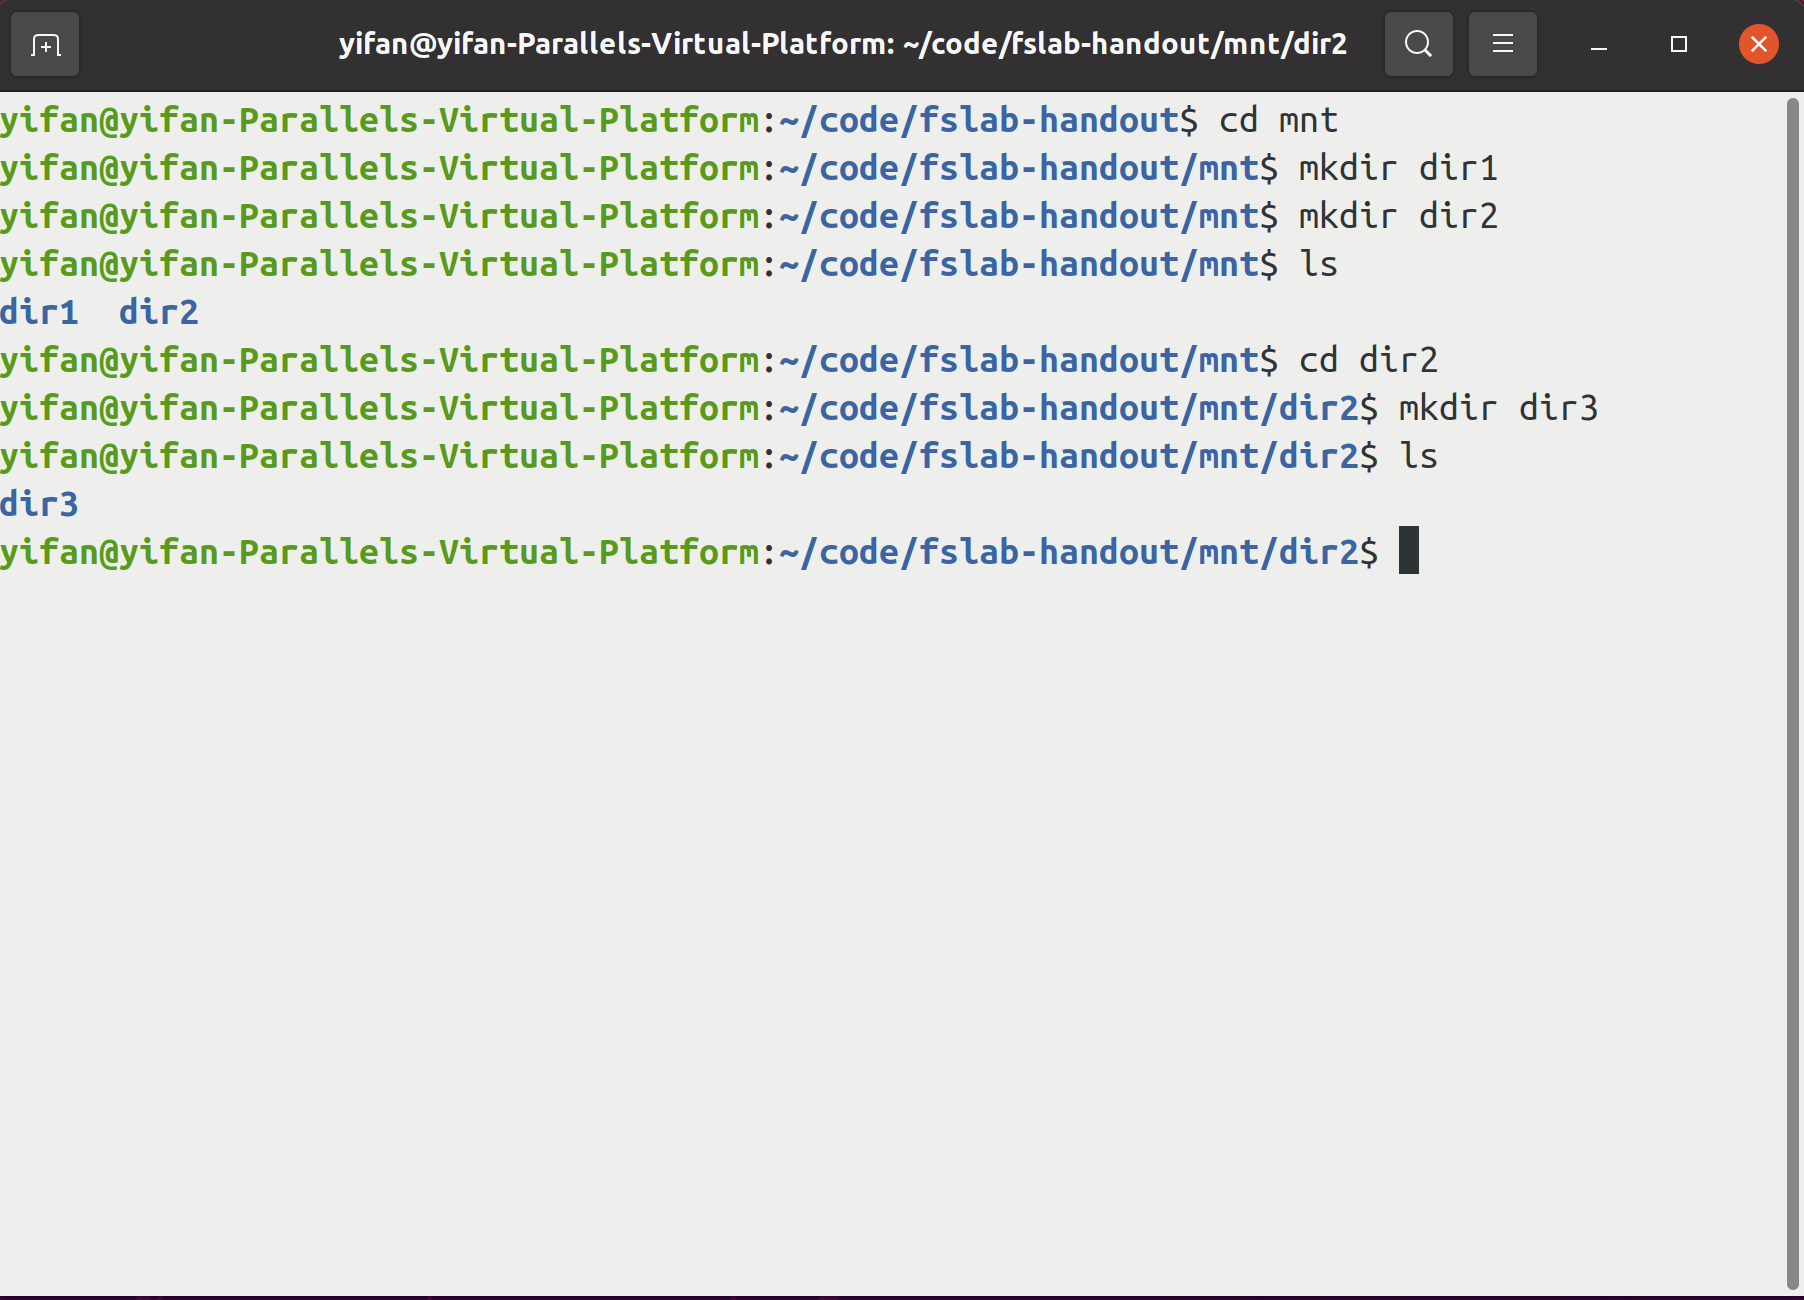 yifan@yifan-Parallels-Virtual-Platform: ~/code/fslab-handout/mnt/dir2
yifan@yifan-Parallels-Virtual-Platform:~/code/fslab-handout$ cd mnt
yifan@yifan-Parallels-Virtual-Platform:~/code/fslab-handout/mnt$ mkdir dir1
yifan@yifan-Parallels-Virtual-Platform:~/code/fslab-handout/mnt$ mkdir dir2
yifan@yifan-Parallels-Virtual-Platform:~/code/fslab-handout/mnt$ ls
dir1  dir2
yifan@yifan-Parallels-Virtual-Platform:~/code/fslab-handout/mnt$ cd dir2
yifan@yifan-Parallels-Virtual-Platform:~/code/fslab-handout/mnt/dir2$ mkdir dir3
yifan@yifan-Parallels-Virtual-Platform:~/code/fslab-handout/mnt/dir2$ ls
dir3
yifan@yifan-Parallels-Virtual-Platform:~/code/fslab-handout/mnt/dir2$